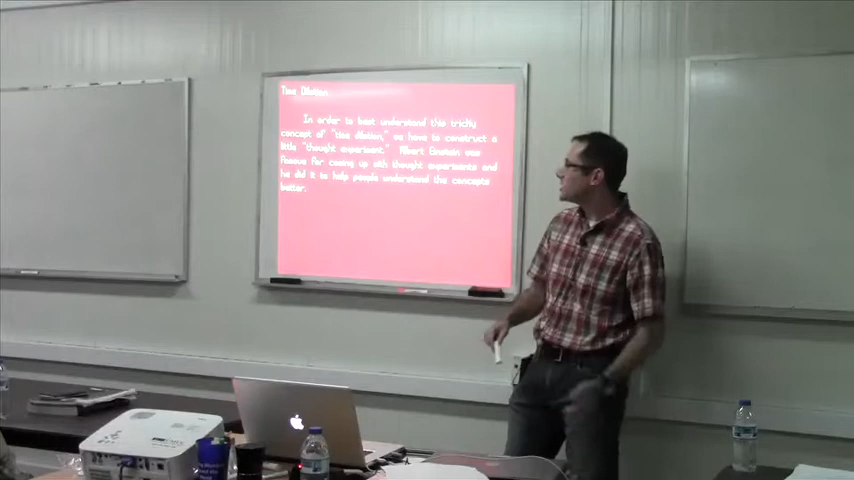 Time Dilation
In order to best understand this tricky
concept of "time dilation," we have to construct a
little "thought experiment." Albert Einstein was
famous for coming up with thought experiments and
he did it to help people understand the concepts
better.